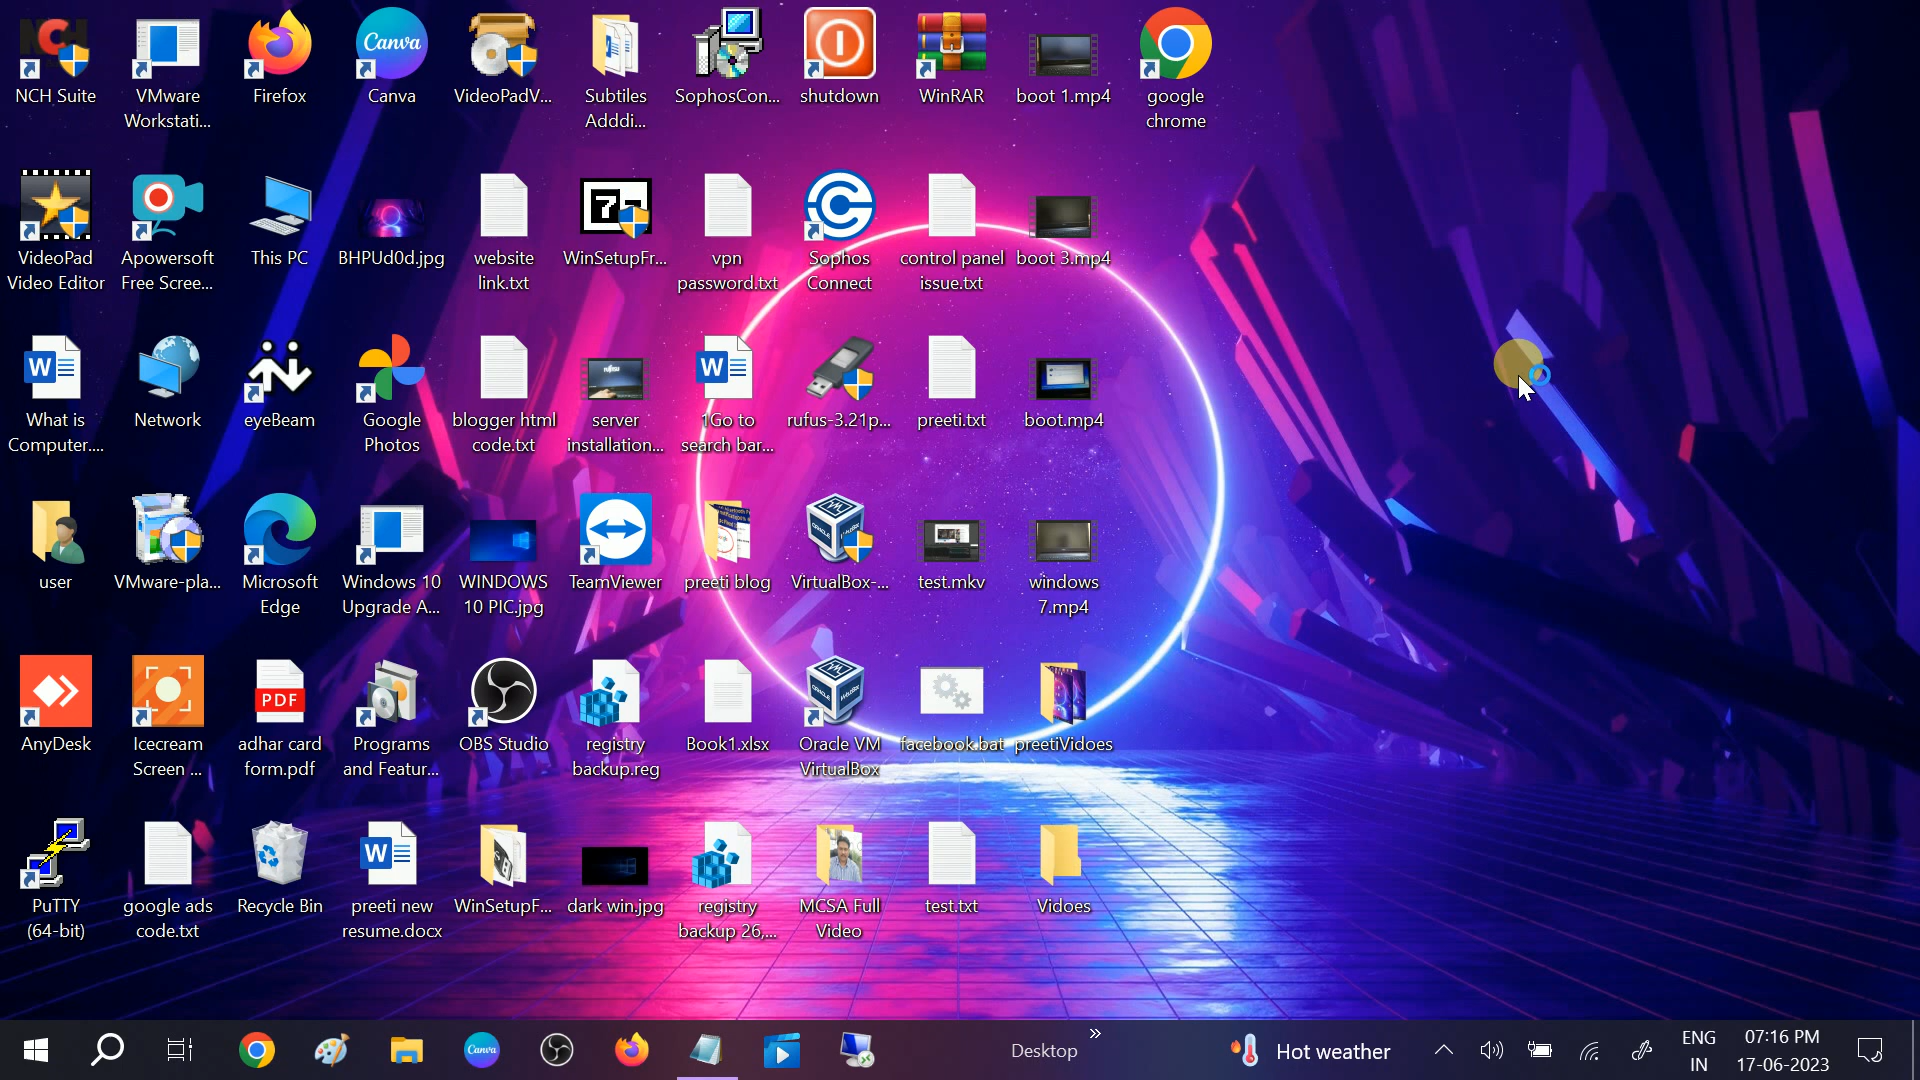 NCH Suite
VMware
Workstati...
Firefox
Canva
Canva
VideoPadV...
Subtiles
Adddi...
SophosCon...
shutdown
WinRAR
boot 1.mp4
google
chrome
VideoPad
Video Editor
Apowersoft
Free Scree...
This PC
BHPUd0d.jpg
website
link.txt
WinSetupFr...
vpn
password.txt
Sophos
Connect
control panel
issue.txt
boot 3.mp4
W
What is
Computer....
Network
eyeBeam
Google
Photos
blogger html
code.txt
FUJITSU
server
installation...
W
1Go to
search bar...
rufus-3.21p...
preeti.txt
boot.mp4
user
VMware-pla...
Microsoft
Edge
Windows 10
Upgrade A...
WINDOWS
10 PIC.jpg
TeamViewer
preeti blog
VirtualBox-...
test.mkv
windows
7.mp4
AnyDesk
Icecream
Screen ...
PDF
adhar card
form.pdf
Programs
and Featur...
OBS Studio
registry
backup.reg
Book1.xlsx
Oracle VM
VirtualBox
facebook.bat
preetiVidoes
PuTTY
(64-bit)
google ads
code.txt
Recycle Bin
W
preeti new
resume.docx
WinSetupF...
dark win.jpg
registry
backup 26,...
MCSA Full
Video
test.txt
Vidoes
Canva
Desktop
»
Hot weather
ENG
IN
07:16 PM
17-06-2023